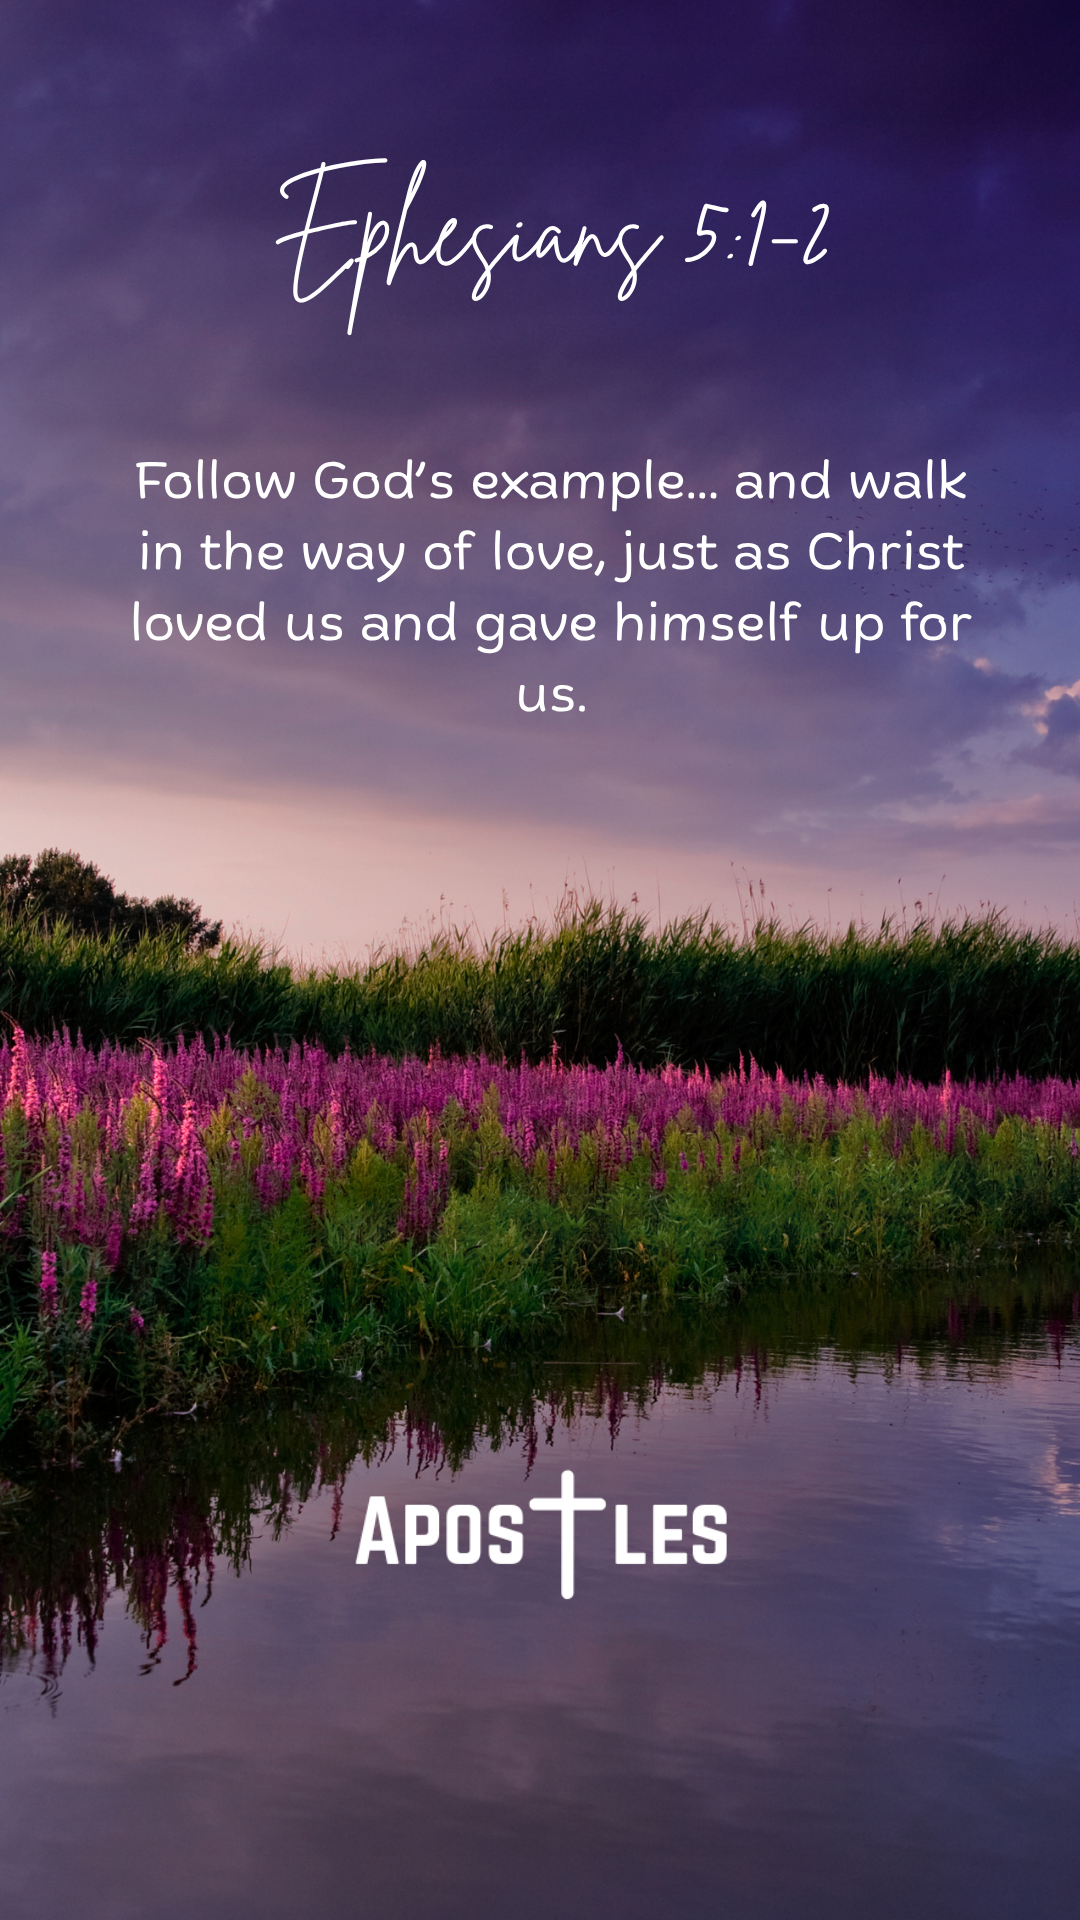 Ephesians 5:1-2
Follow God's example... and walk
in the way of love, just as Christ
loved us and gave himself up for
us.
APOSTLES